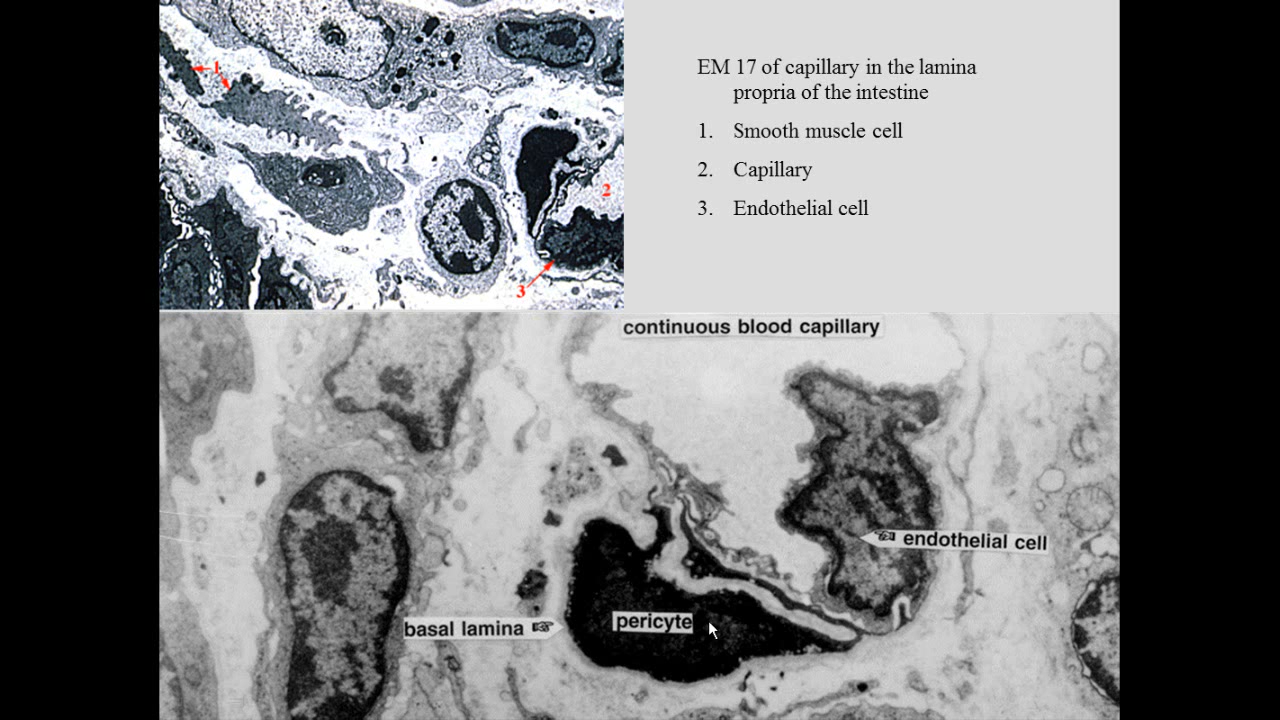 EM 17 of capillary in the lamina
propria of the intestine
1. Smooth muscle cell
2. Capillary
3. Endothelial cell
1
2
3
continuous blood capillary
endothelial cell
basal lamina
pericyte